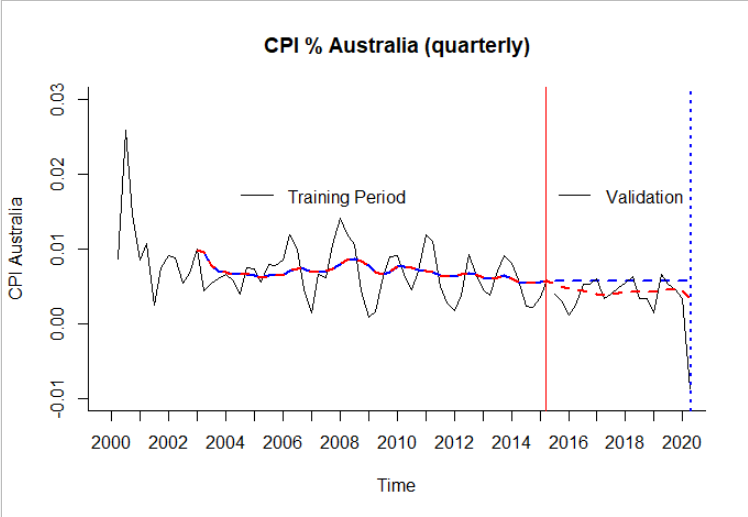 CPI % Australia (quarterly)
0.03
0.02
0.01
0.00
-0.01
CPI Australia
Training Period
Validation
2000 2002 2004 2006 2008 2010 2012 2014 2016 2018 2020
Time